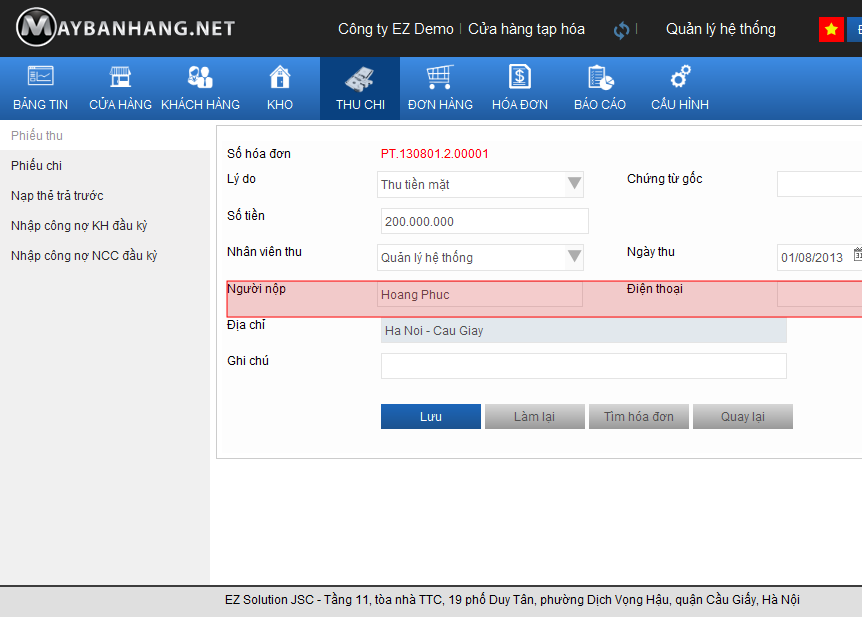 MAYBANHANG.NET
Công ty EZ Demo | Cửa hàng tạp hóa
Quản lý hệ thống
BẢNG TIN
CỬA HÀNG
KHÁCH HÀNG
KHO
THU CHI
ĐƠN HÀNG
HÓA ĐƠN
BÁO CÁO
CẤU HÌNH
Phiếu thu
Phiếu chi
Nạp thẻ trả trước
Nhập công nợ KH đầu kỳ
Nhập công nợ NCC đầu kỳ
Số hóa đơn PT.130801.2.00001
Lý do Thu tiền mặt Chứng từ gốc
Số tiền 200.000.000
Nhân viên thu Quản lý hệ thống Ngày thu 01/08/2013
Người nộp Hoang Phuc Điện thoại
Địa chỉ Ha Noi - Cau Giay
Ghi chú
Lưu Làm lại Tìm hóa đơn Quay lại
EZ Solution JSC - Tầng 11, tòa nhà TTC, 19 phố Duy Tân, phường Dịch Vọng Hậu, quận Cầu Giấy, Hà Nội